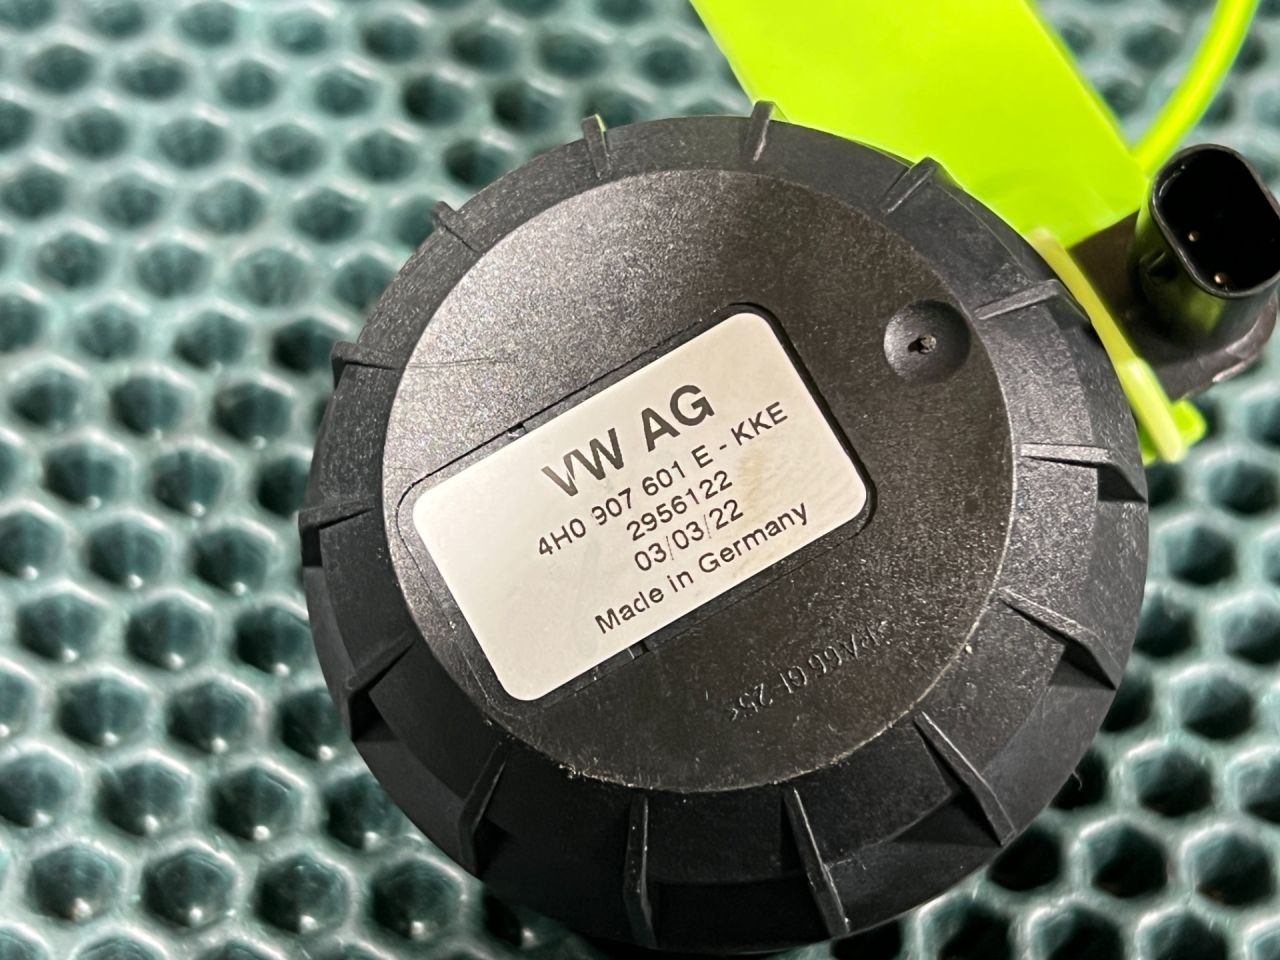 VW AG
4H0 907 601 E - KKE
2956122
03/03/22
Made in Germany